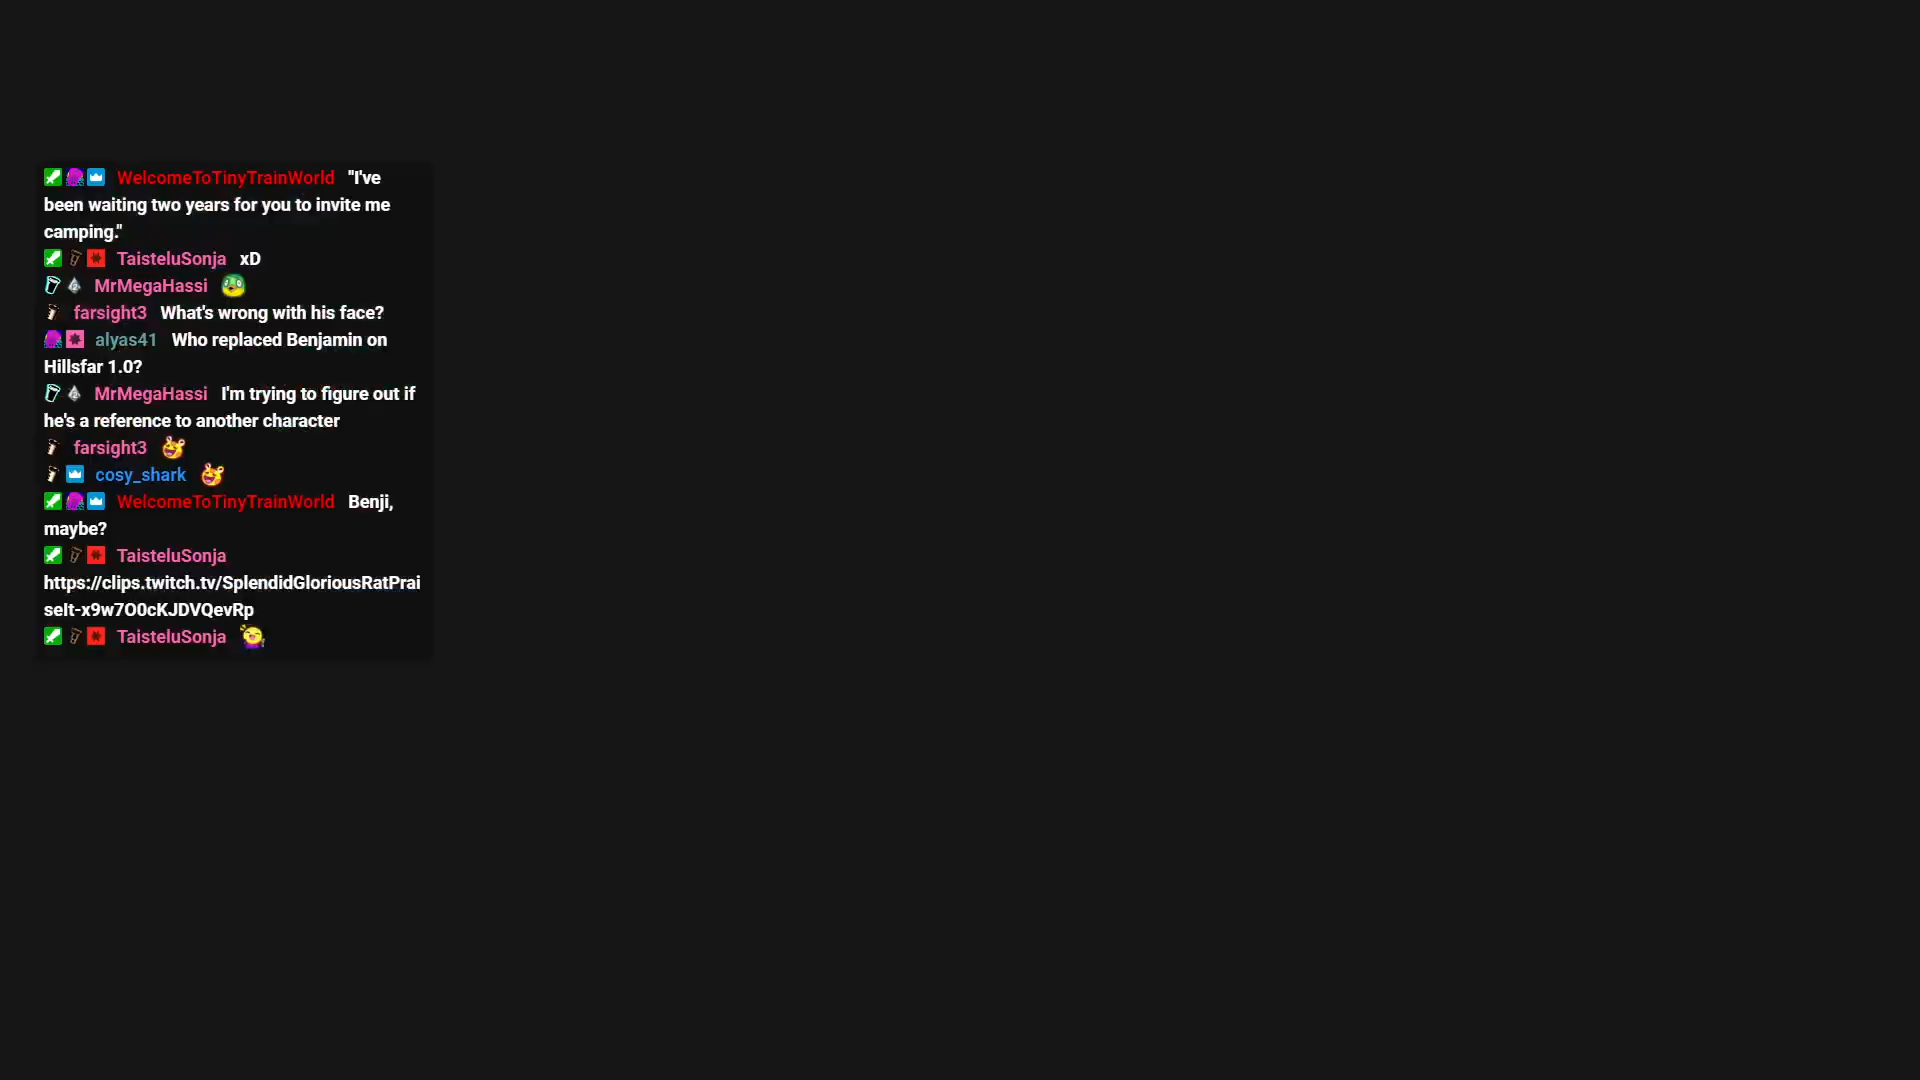 WelcomeToTinyTrainWorld "I've
been waiting two years for you to invite me
camping."
TaisteluSonja xD
MrMegaHassi
farsight3 What's wrong with his face?
alyas41 Who replaced Benjamin on
Hillsfar 1.0?
MrMegaHassi I'm trying to figure out if
he's a reference to another character
farsight3
cosy_shark
WelcomeToTinyTrainWorld Benji,
maybe?
TaisteluSonja
https://clips.twitch.tv/SplendidGloriousRatPrai
seIt-x9w7O0cKJDVQevRp
TaisteluSonja